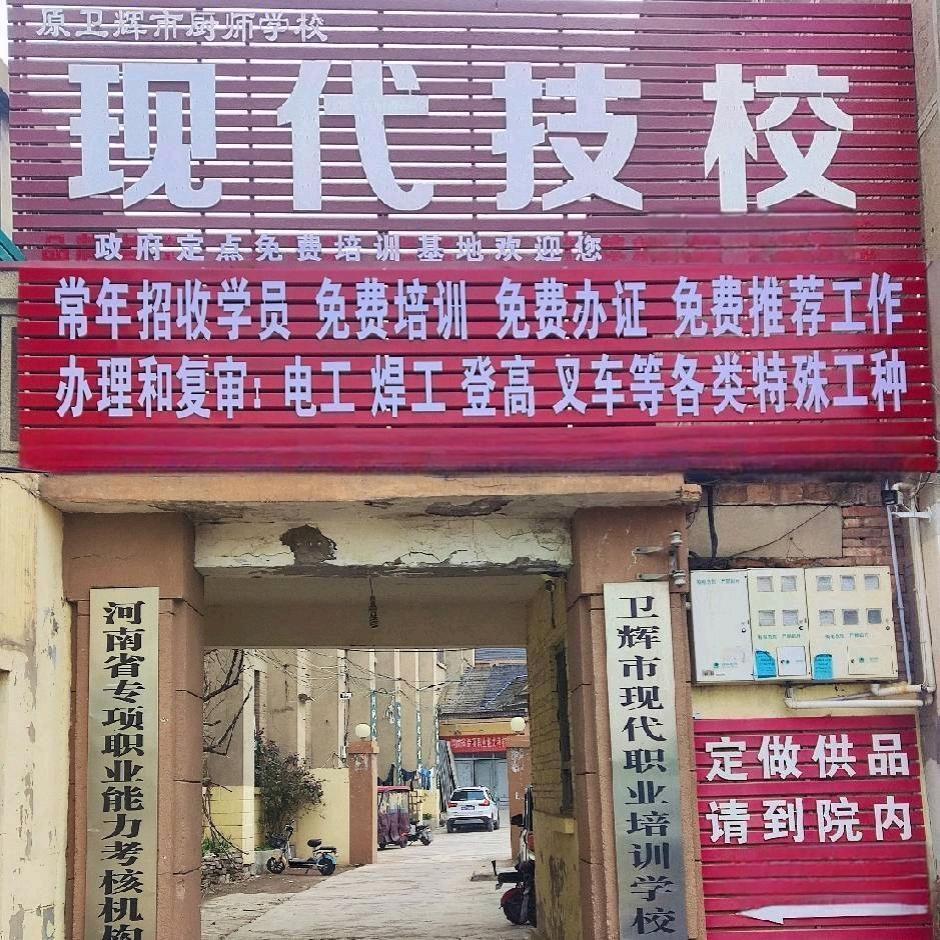 原卫辉市厨师学校
现代技校
政府定点免费培训基地欢迎您
常年招收学员 免费培训 免费办证 免费推荐工作
办理和复审：电工 焊工 登高 叉车等各类特殊工种
河南省专项职业能力考核机构
卫辉市现代职业培训学校
定做供品
请到院内